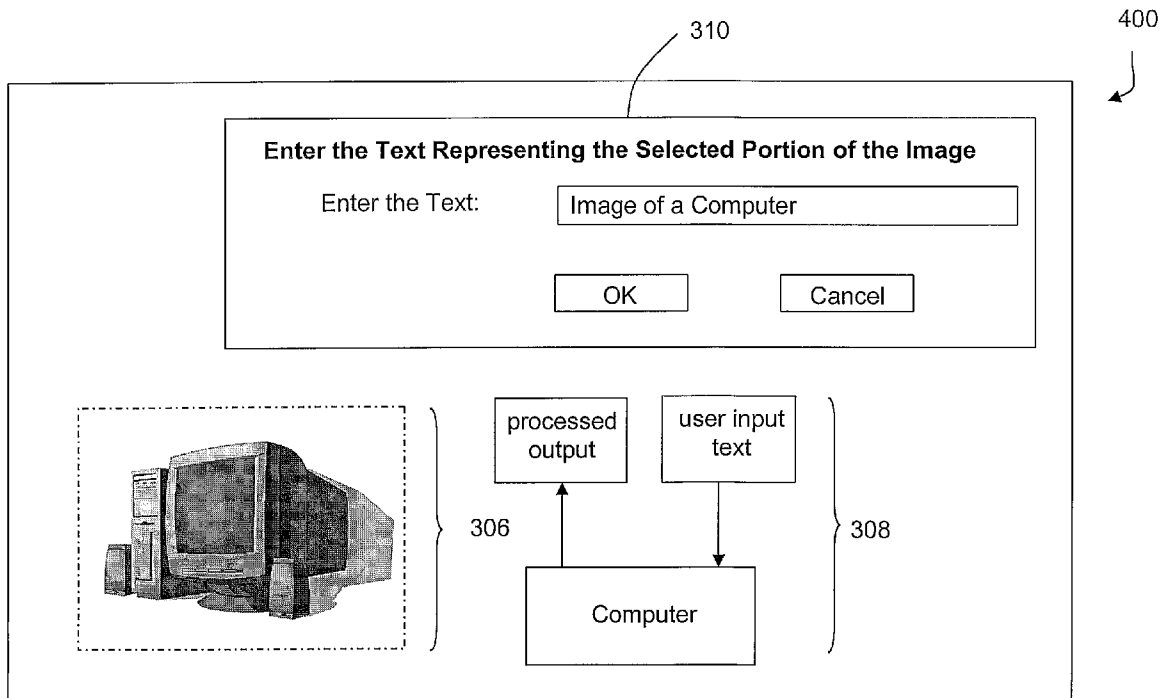 400
310
Enter the Text Representing the Selected Portion of the Image
Enter the Text:
Image of a Computer
OK
Cancel
306
processed
output
user input
text
308
Computer